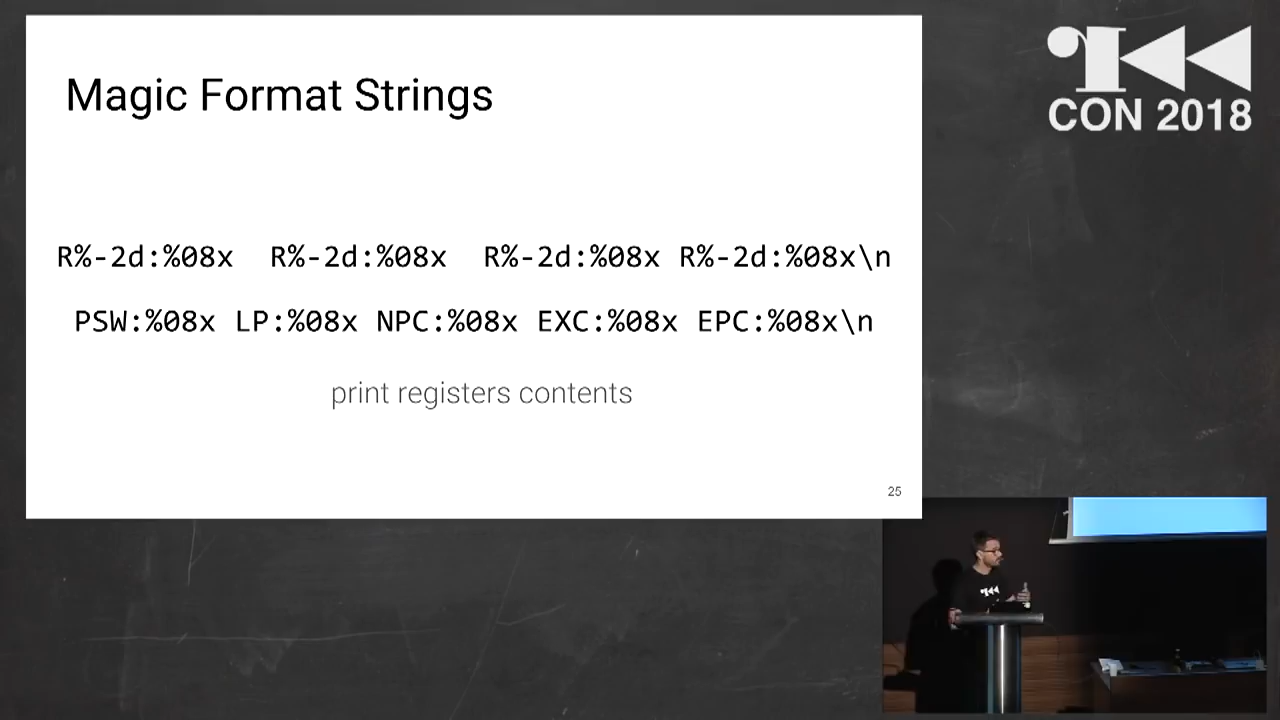 Magic Format Strings
R%-2d:%08x  R%-2d:%08x  R%-2d:%08x R%-2d:%08x\n
PSW:%08x LP:%08x NPC:%08x EXC:%08x EPC:%08x\n
print registers contents
25
CON 2018